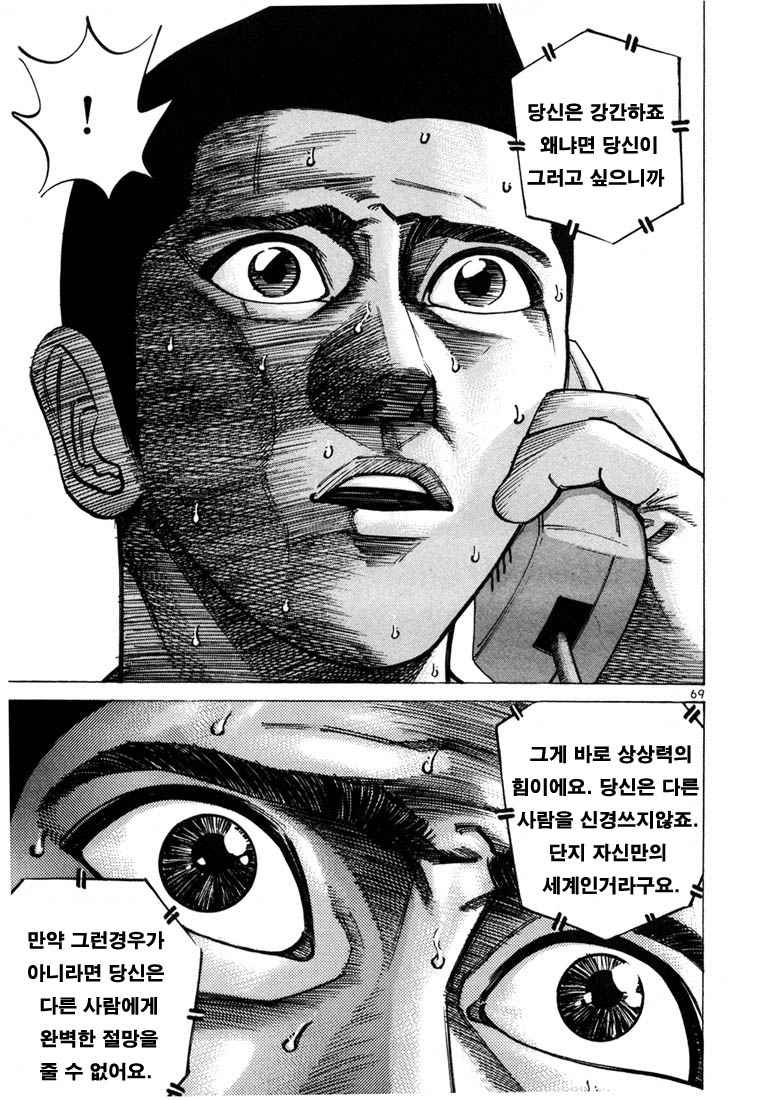 당신은 강간하죠
왜냐면 당신이
그러고 싶으니까
!
69
그게 바로 상상력의
힘이에요. 당신은 다른
사람을 신경쓰지않죠.
단지 자신만의
세계인거라구요.
만약 그런경우가
아니라면 당신은
다른 사람에게
완벽한 절망을
줄 수 없어요.